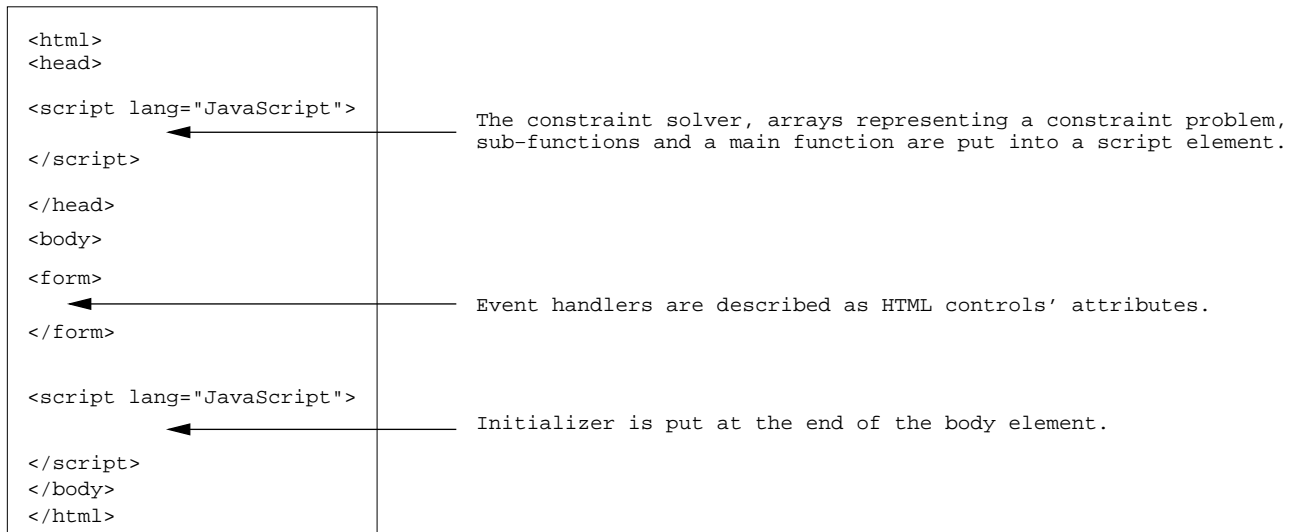 <html>
<head>
<script lang="JavaScript">
The constraint solver, arrays representing a constraint problem,
sub-functions and a main function are put into a script element.
</script>
</head>
<body>
<form>
Event handlers are described as HTML controls' attributes.
</form>
<script lang="JavaScript">
Initializer is put at the end of the body element.
</script>
</body>
</html>